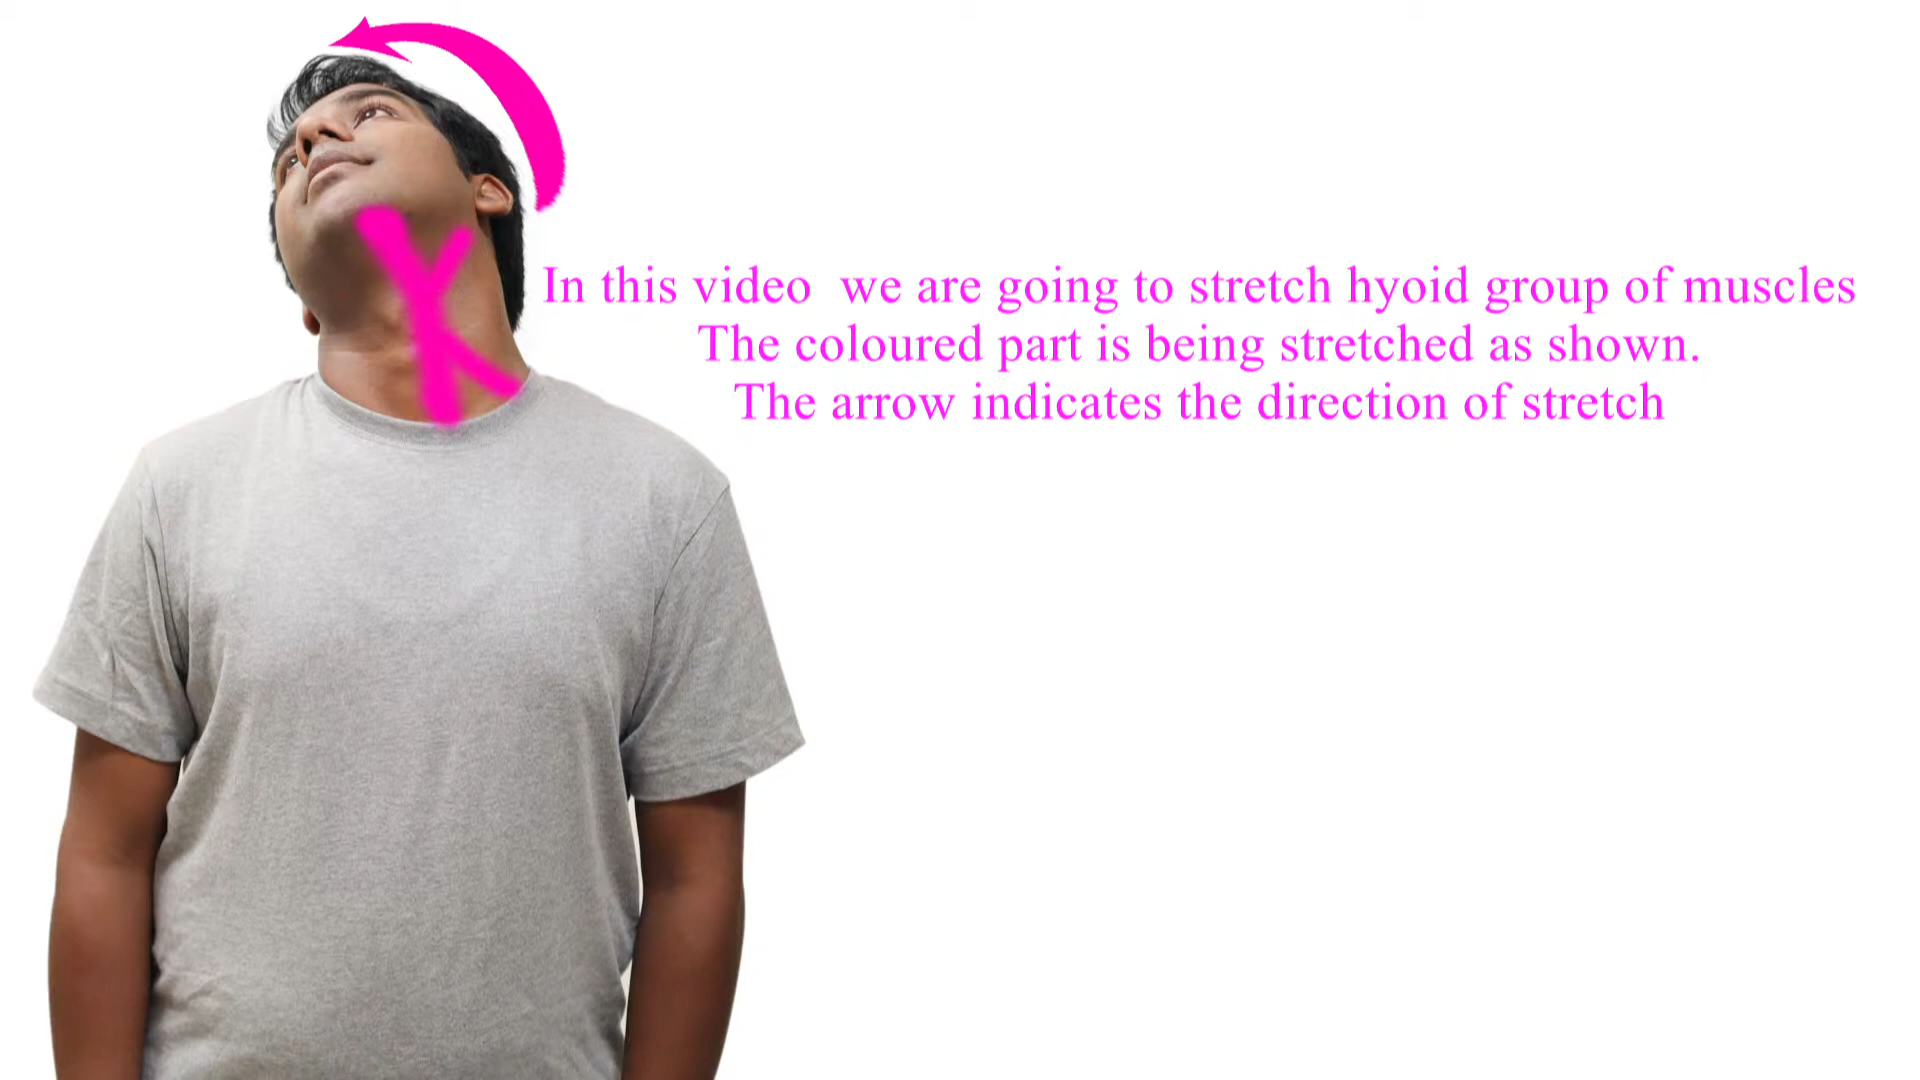 In this video  we are going to stretch hyoid group of muscles
The coloured part is being stretched as shown.
The arrow indicates the direction of stretch